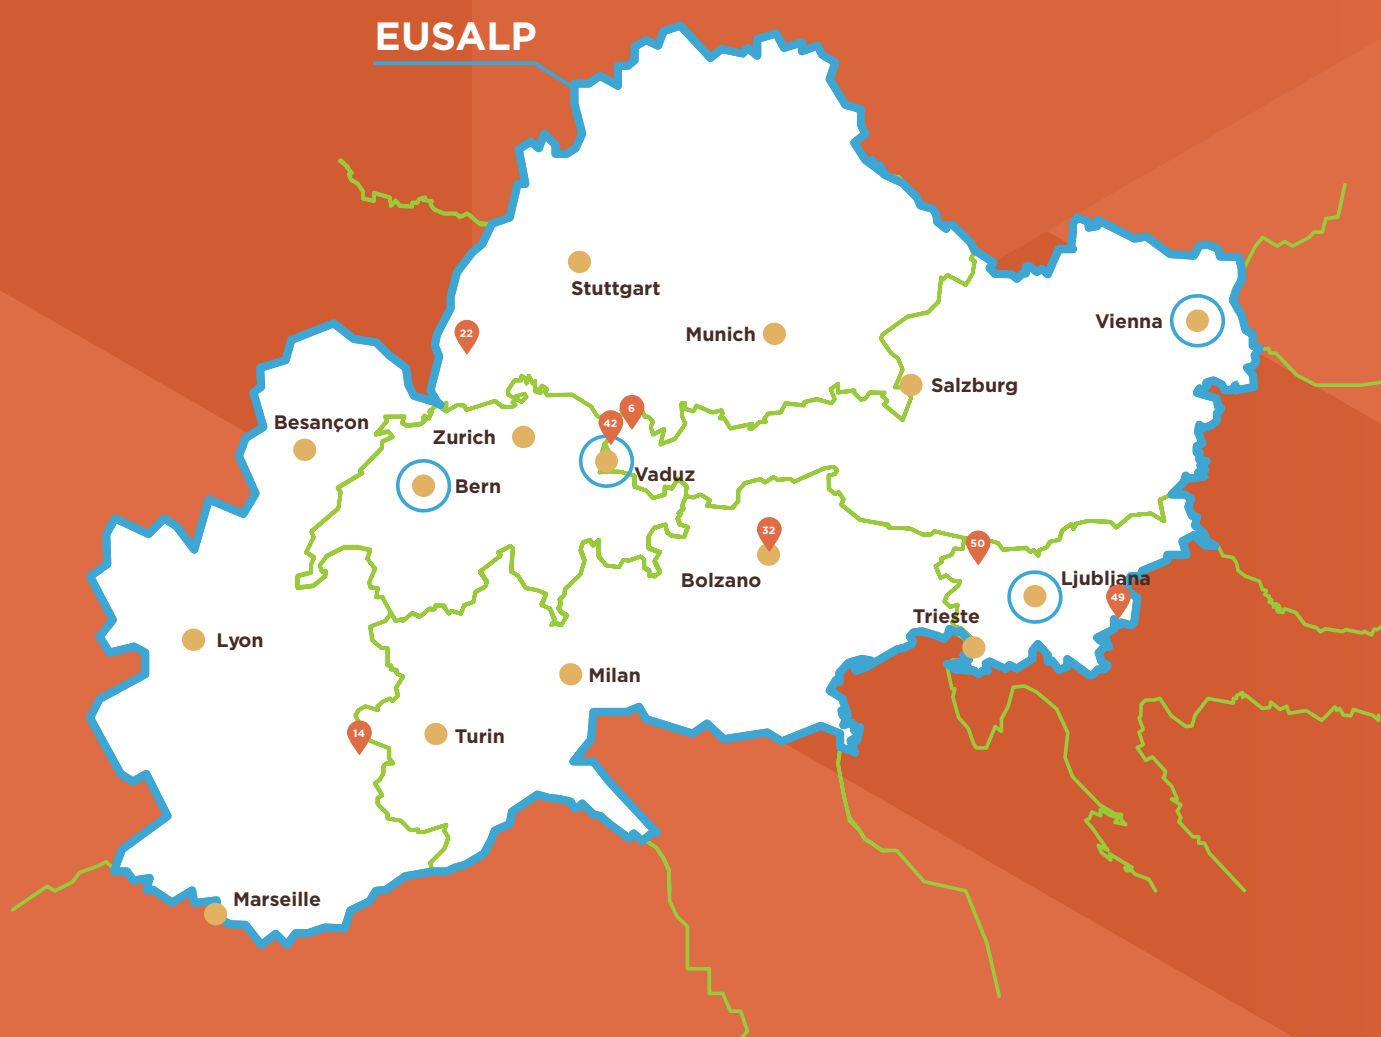 EUSALP
Stuttgart
Vienna
22
Munich
Salzburg
6
Besançon
42
Zurich
Vaduz
Bern
32
50
Bolzano
Ljubljana
49
Trieste
Lyon
Milan
14
Turin
Marseille